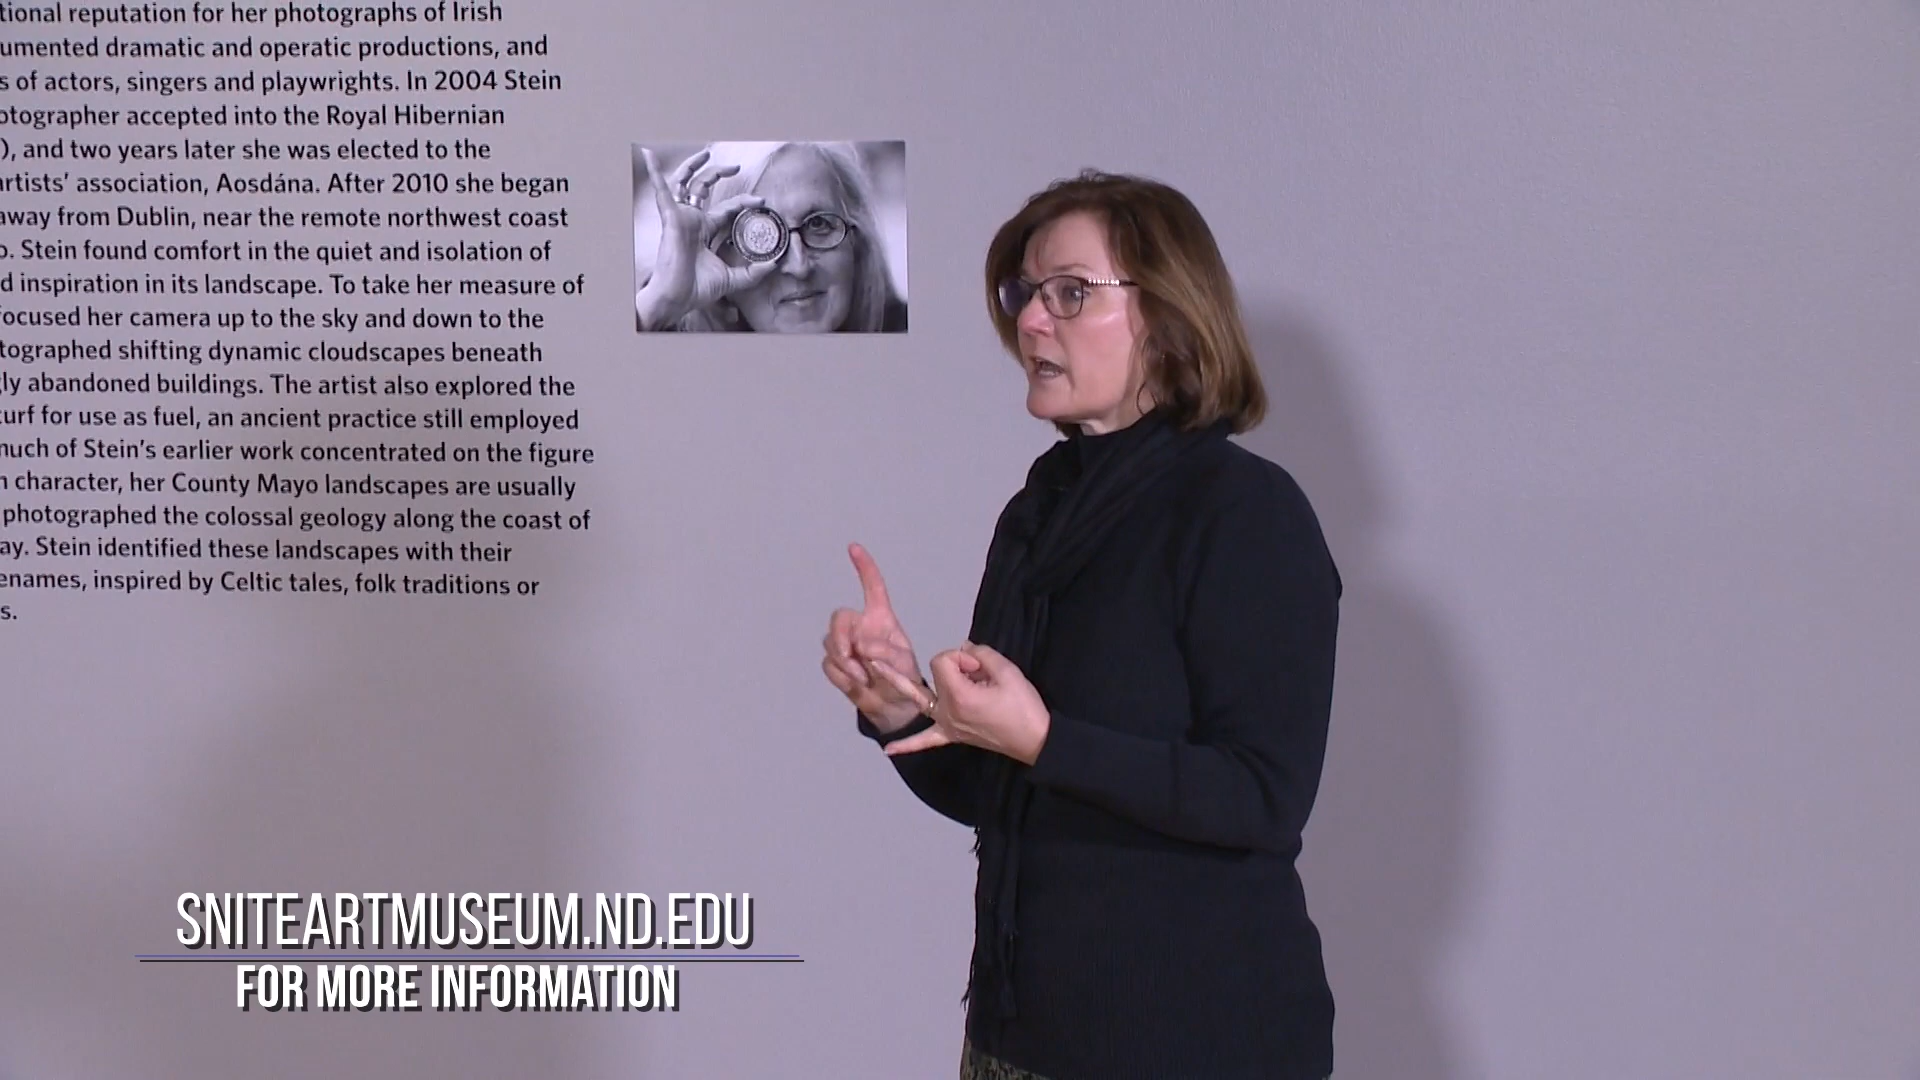 tional reputation for her photographs of Irish
umented dramatic and operatic productions, and
s of actors, singers and playwrights. In 2004 Stein
otographer accepted into the Royal Hibernian
), and two years later she was elected to the
artists' association, Aosdána. After 2010 she began
away from Dublin, near the remote northwest coast
o. Stein found comfort in the quiet and isolation of
d inspiration in its landscape. To take her measure of
focused her camera up to the sky and down to the
tographed shifting dynamic cloudscapes beneath
gly abandoned buildings. The artist also explored the
turf for use as fuel, an ancient practice still employed
much of Stein's earlier work concentrated on the figure
n character, her County Mayo landscapes are usually
photographed the colossal geology along the coast of
ay. Stein identified these landscapes with their
enames, inspired by Celtic tales, folk traditions or
s.
SNITEARTMUSEUM.ND.EDU
FOR MORE INFORMATION